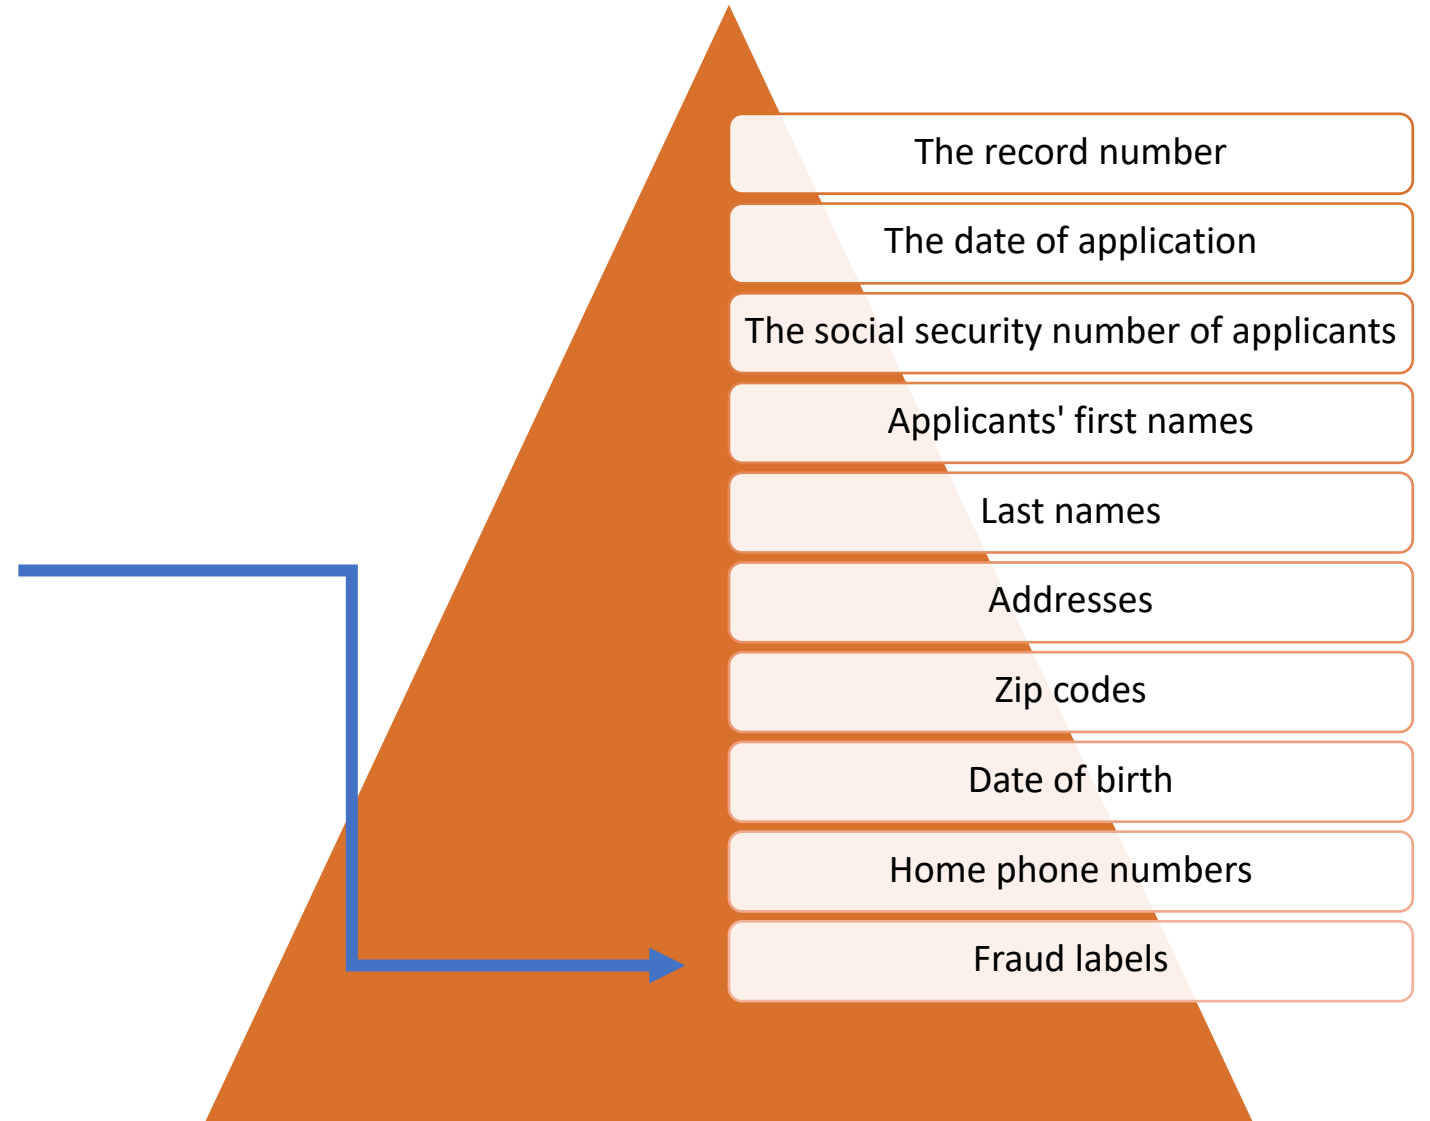 The record number
The date of application
The social security number of applicants
Applicants' first names
Last names
Addresses
Zip codes
Date of birth
Home phone numbers
Fraud labels